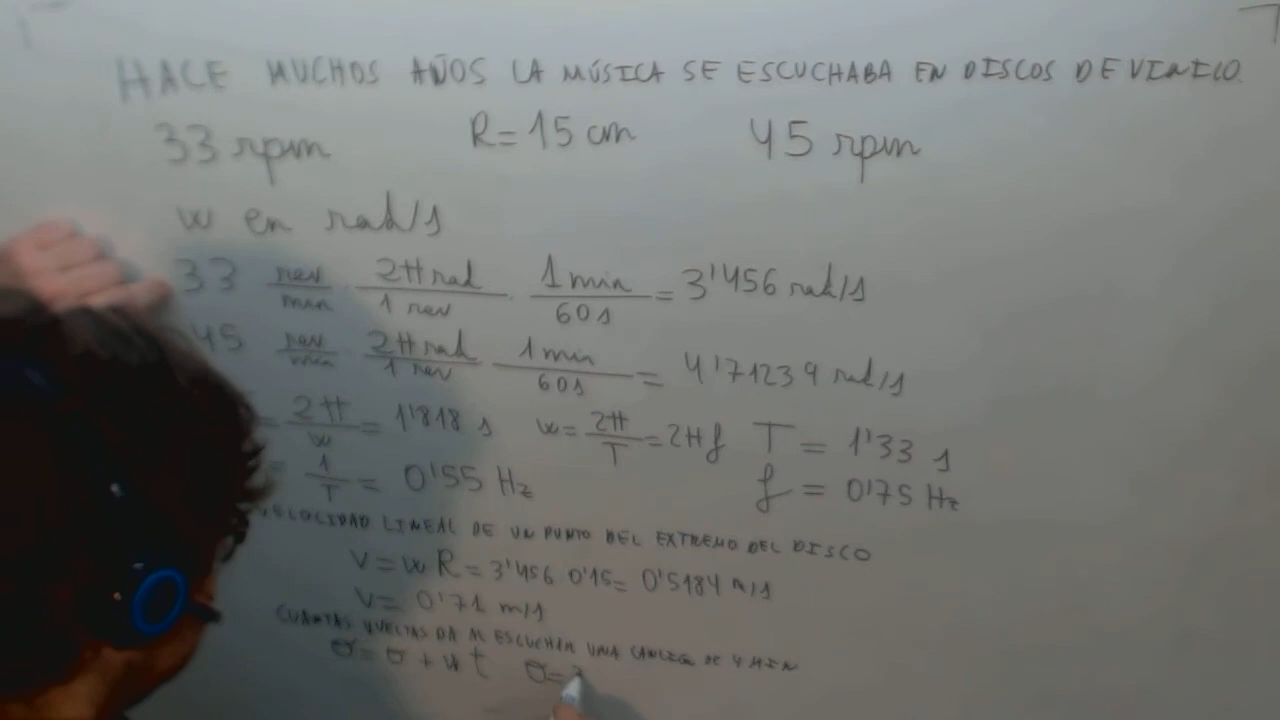 HACE MUCHOS AÑOS LA MÚSICA SE ESCUCHABA EN DISCOS DE VINILO.
33 rpm R=15 cm 45 rpm
w en rad/s
33 rev/min 2π rad/1 rev · 1 min/60 s = 3'456 rad/s
45 rev/min 2π rad/1 rev 1 min/60 s = 4'71239 rad/s
= 2π/w = 1'818 s w = 2π/T = 2π f T = 1'33 s
= 1/T = 0'55 Hz f = 0'75 Hz
VELOCIDAD LINEAL DE UN PUNTO DEL EXTREMO DEL DISCO
V = w R = 3'456 0'15 = 0'5184 m/s
V = 0'71 m/s
CUANTAS VUELTAS DA AL ESCUCHAR UNA DE 4 MIN
σ = σ + w t σ =